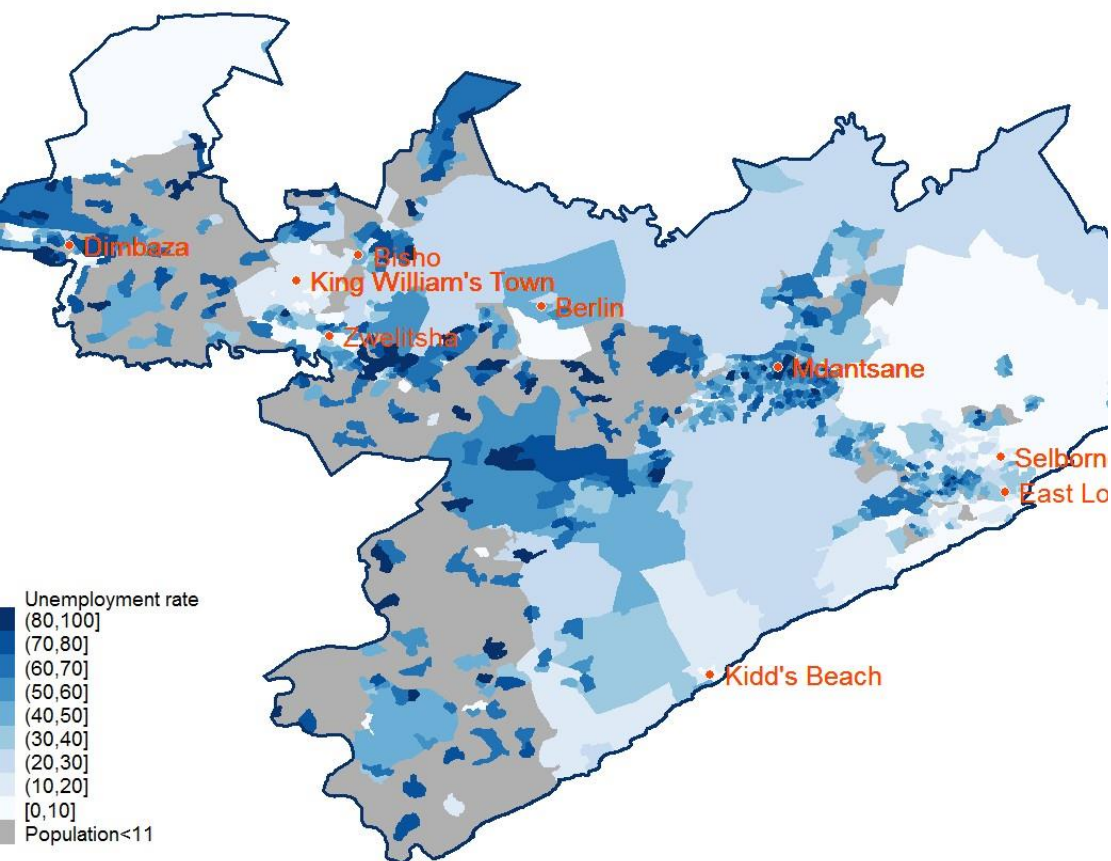 Dimbaza
Bisho
King William's Town
Berlin
Zwelitsha
Mdantsane
Selborn
East Lo
Kidd's Beach
Unemployment rate
(80,100]
(70,80]
(60,70]
(50,60]
(40,50]
(30,40]
(20,30]
(10,20]
[0,10]
Population<11